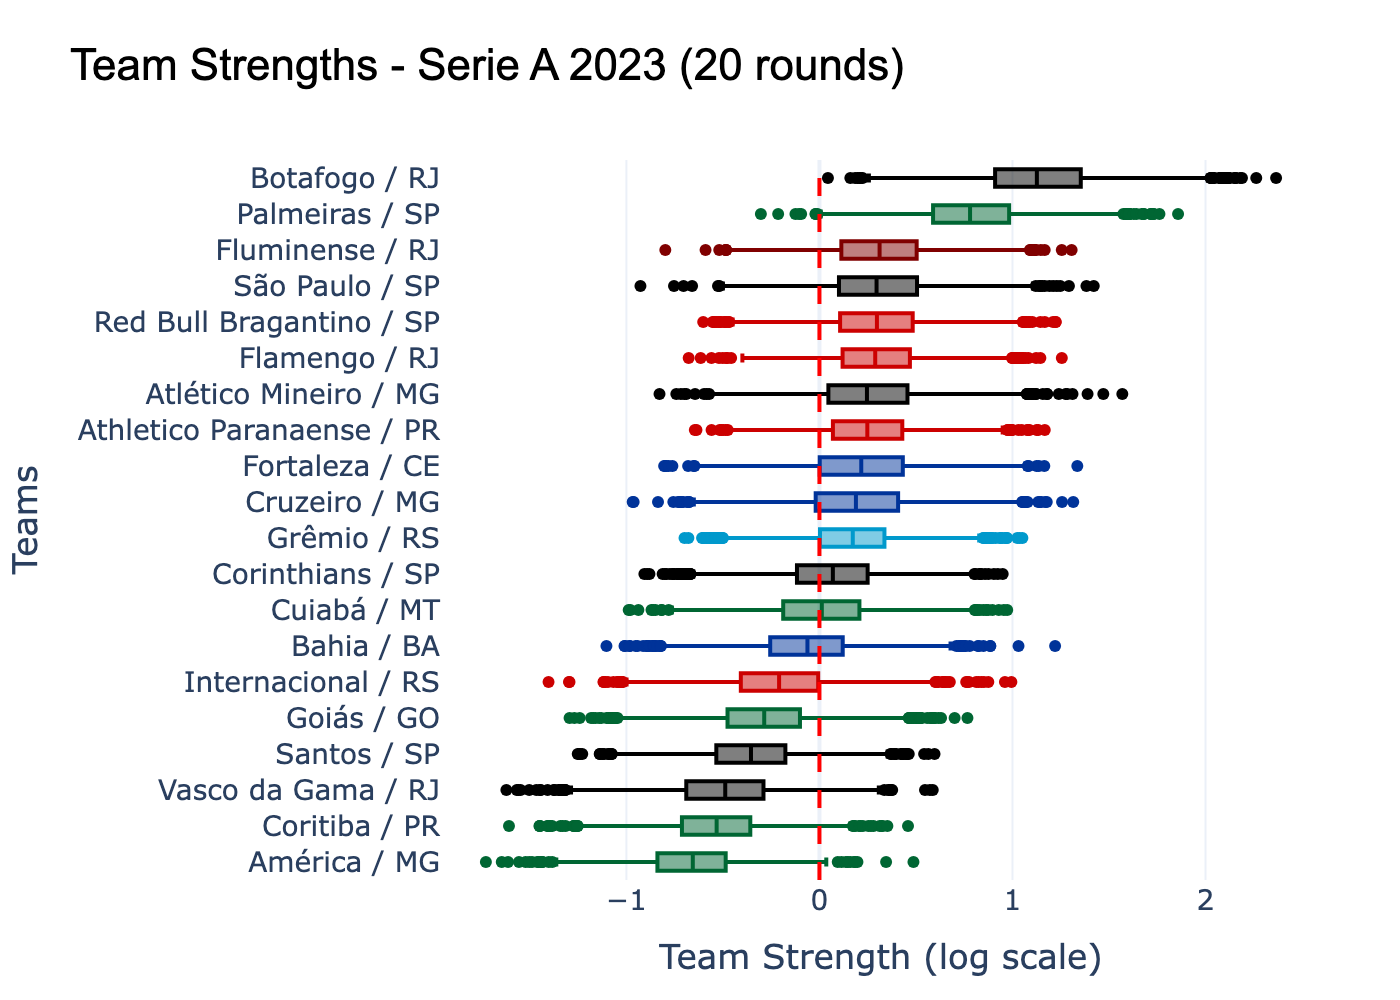 Team Strengths - Serie A 2023 (20 rounds)
Teams
Botafogo / RJ
Palmeiras / SP
Fluminense / RJ
São Paulo / SP
Red Bull Bragantino / SP
Flamengo / RJ
Atlético Mineiro / MG
Athletico Paranaense / PR
Fortaleza / CE
Cruzeiro / MG
Grêmio / RS
Corinthians / SP
Cuiabá / MT
Bahia / BA
Internacional / RS
Goiás / GO
Santos / SP
Vasco da Gama / RJ
Coritiba / PR
América / MG
−1 0 1 2
Team Strength (log scale)